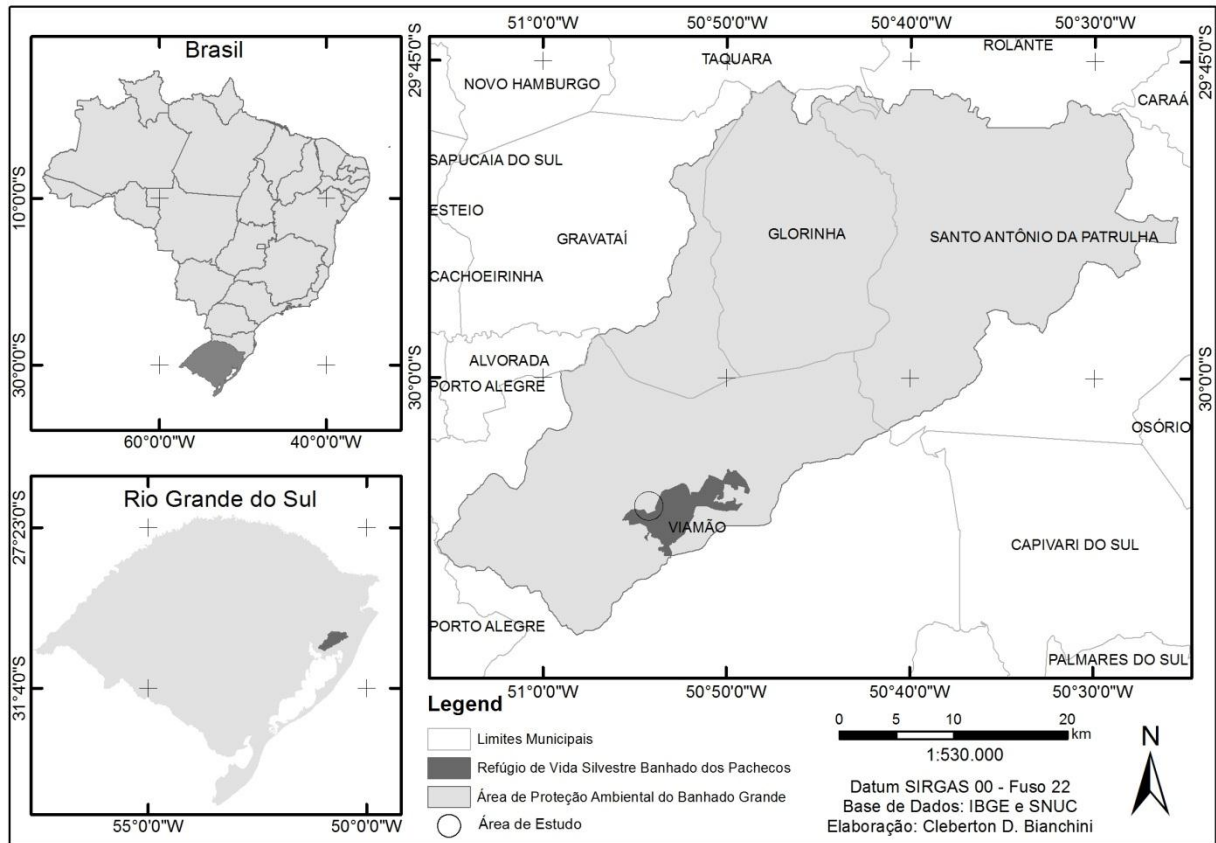 Brasil
10°0'0"S
30°0'0"S
60°0'0"W
40°0'0"W
Rio Grande do Sul
27°23'0"S
31°4'0"S
55°0'0"W
50°0'0"W
51°0'0"W
50°50'0"W
50°40'0"W
50°30'0"W
29°45'0"S
29°45'0"S
ROLANTE
TAQUARA
NOVO HAMBURGO
CARAÁ
SAPUCAIA DO SUL
ESTEIO
GRAVATAÍ
GLORINHA
SANTO ANTÔNIO DA PATRULHA
CACHOEIRINHA
ALVORADA
PORTO ALEGRE
30°0'0"S
30°0'0"S
OSÓRIO
VIAMÃO
CAPIVARI DO SUL
PORTO ALEGRE
PALMARES DO SUL
51°0'0"W
50°50'0"W
50°40'0"W
50°30'0"W
Legend
Limites Municipais
Refúgio de Vida Silvestre Banhado dos Pachecos
Área de Proteção Ambiental do Banhado Grande
Área de Estudo
0 5 10 20
km
1:530.000
Datum SIRGAS 00 - Fuso 22
Base de Dados: IBGE e SNUC
Elaboração: Cleberton D. Bianchini
N